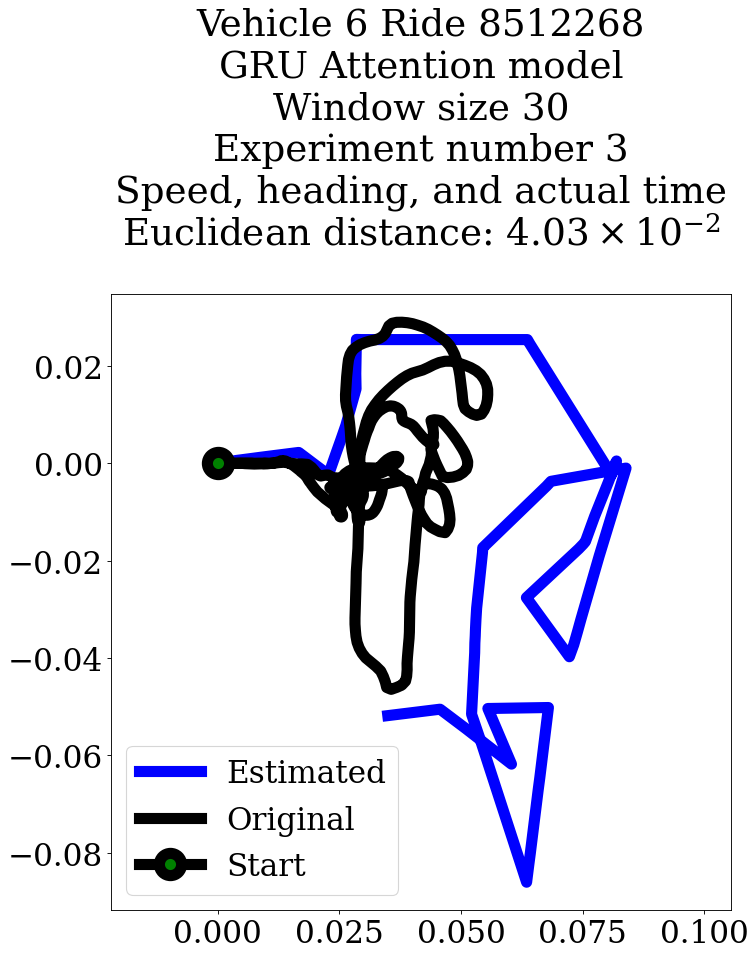 Vehicle 6 Ride 8512268
GRU Attention model
Window size 30
Experiment number 3
Speed, heading, and actual time
Euclidean distance: 4.03 × 10⁻²
0.02
0.00
−0.02
−0.04
−0.06
−0.08
Estimated
Original
Start
0.000 0.025 0.050 0.075 0.100